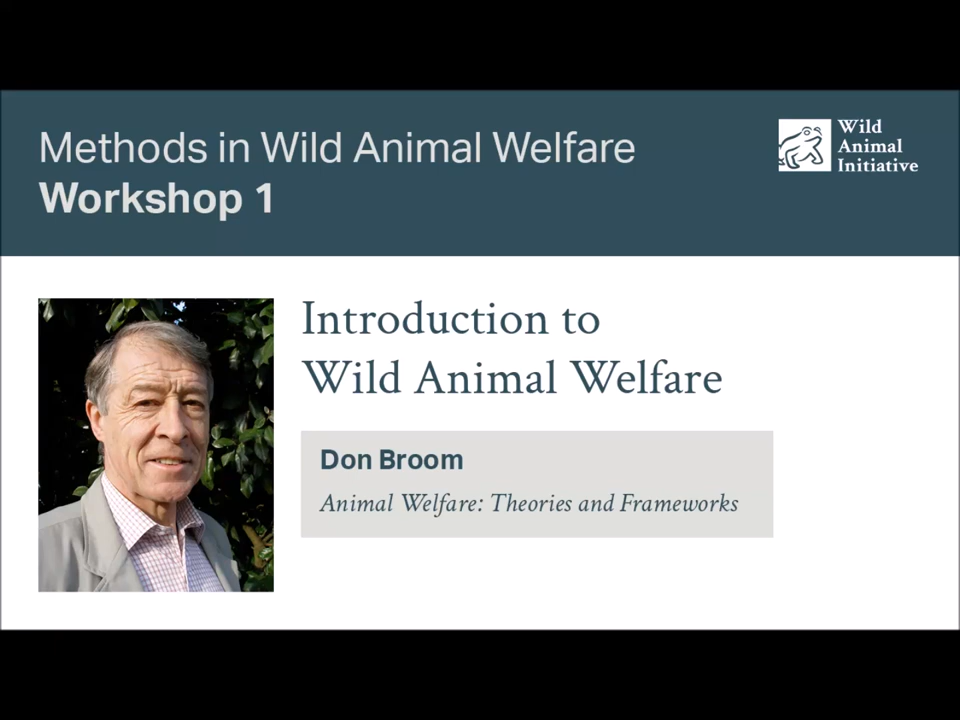 Methods in Wild Animal Welfare
Workshop 1
Wild
Animal
Initiative
Introduction to
Wild Animal Welfare
Don Broom
Animal Welfare: Theories and Frameworks